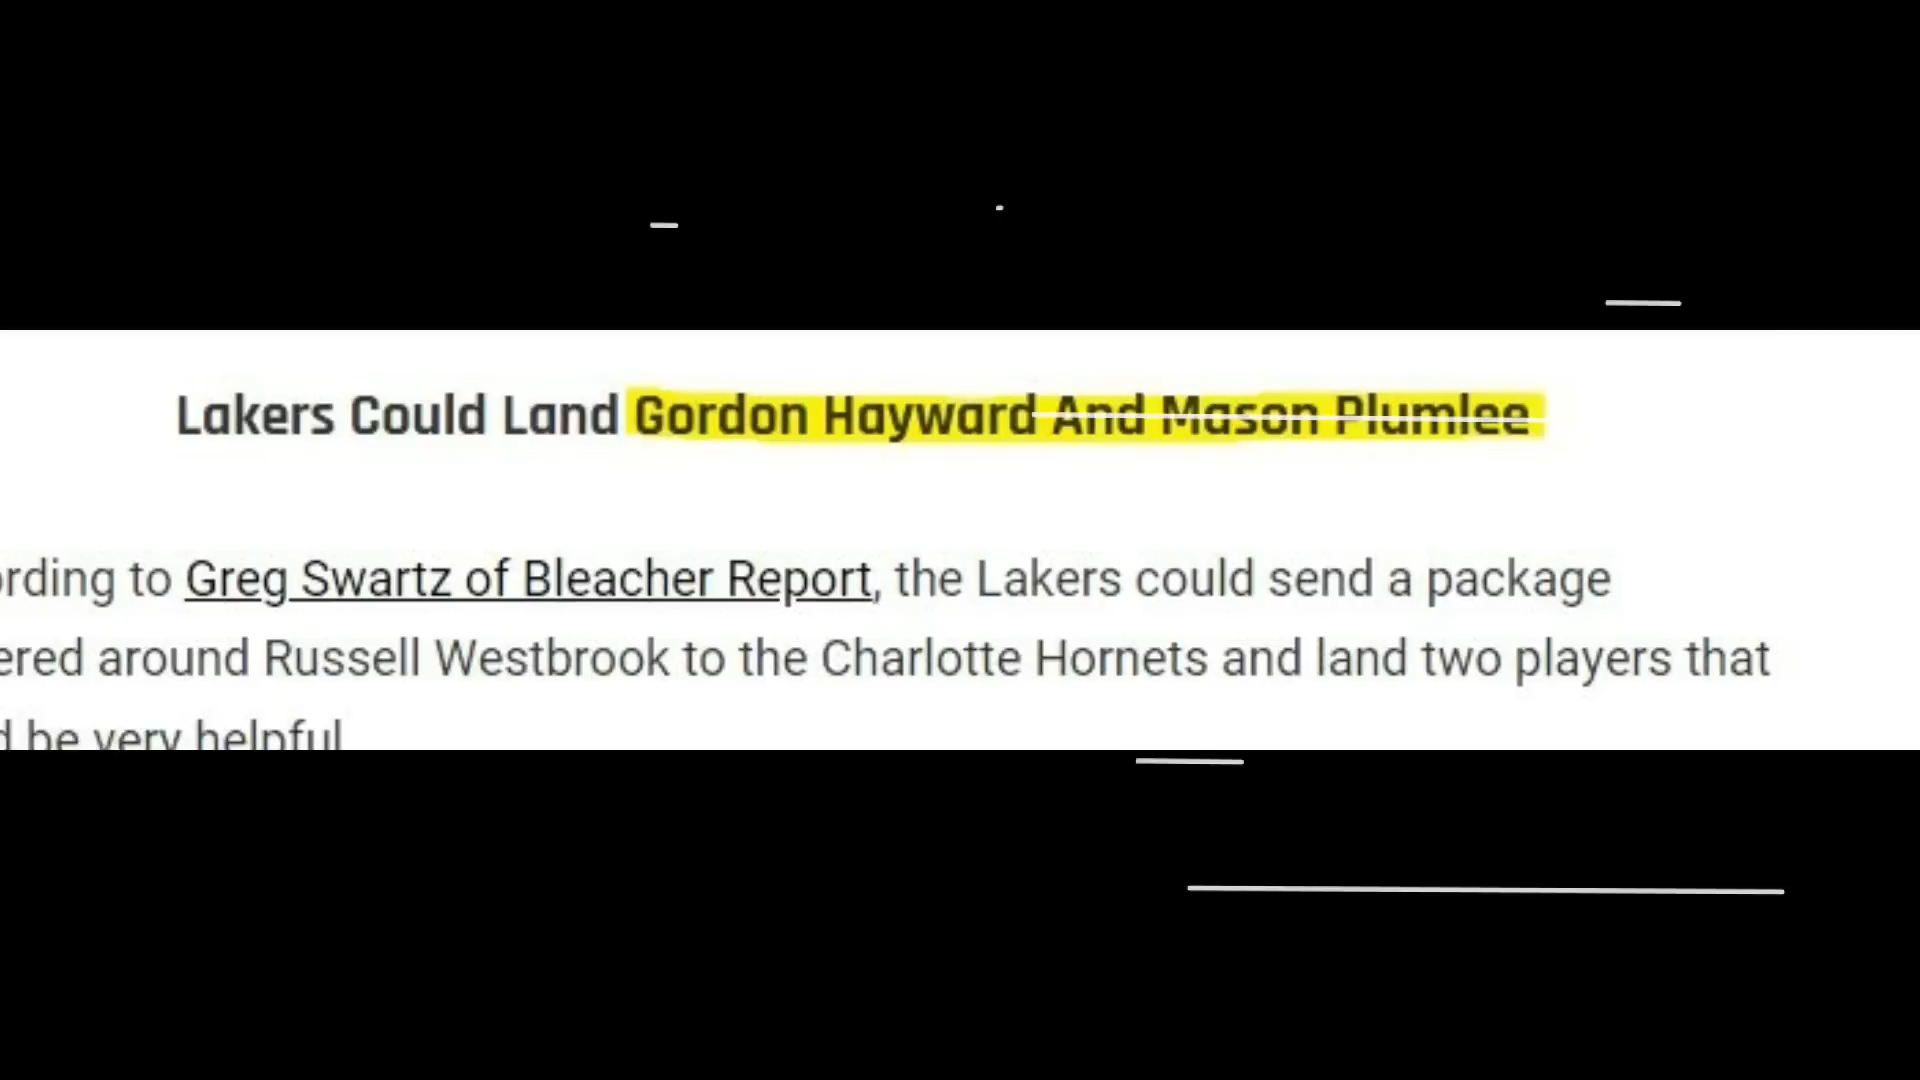 Lakers Could Land Gordon Hayward And Mason Plumlee
ording to Greg Swartz of Bleacher Report, the Lakers could send a package
ered around Russell Westbrook to the Charlotte Hornets and land two players that
d be very helpful